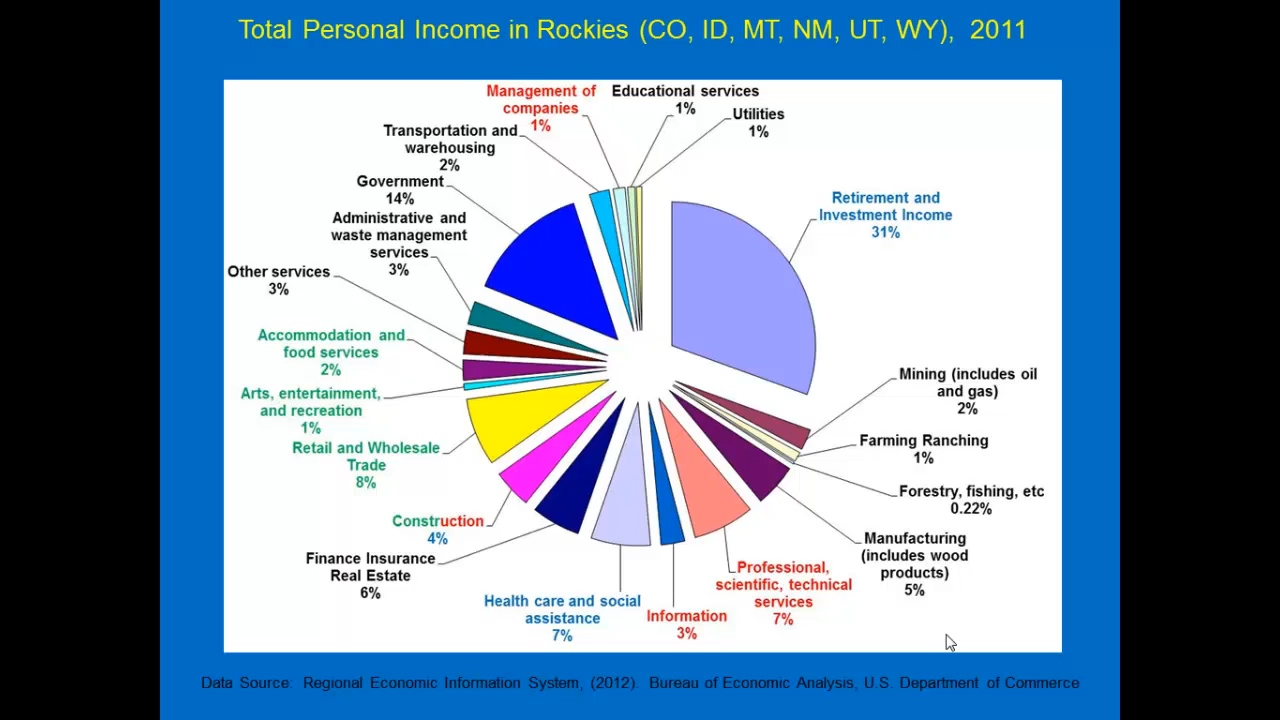 Total Personal Income in Rockies (CO, ID, MT, NM, UT, WY),  2011
Management of
companies
1%
Educational services
1%
Utilities
1%
Transportation and
warehousing
2%
Government
14%
Administrative and
waste management
services
3%
Other services
3%
Accommodation and
food services
2%
Arts, entertainment,
and recreation
1%
Retail and Wholesale
Trade
8%
Construction
4%
Finance Insurance
Real Estate
6%
Health care and social
assistance
7%
Information
3%
Professional,
scientific, technical
services
7%
Manufacturing
(includes wood
products)
5%
Forestry, fishing, etc
0.22%
Farming Ranching
1%
Mining (includes oil
and gas)
2%
Retirement and
Investment Income
31%
Data Source:  Regional Economic Information System, (2012).  Bureau of Economic Analysis, U.S. Department of Commerce